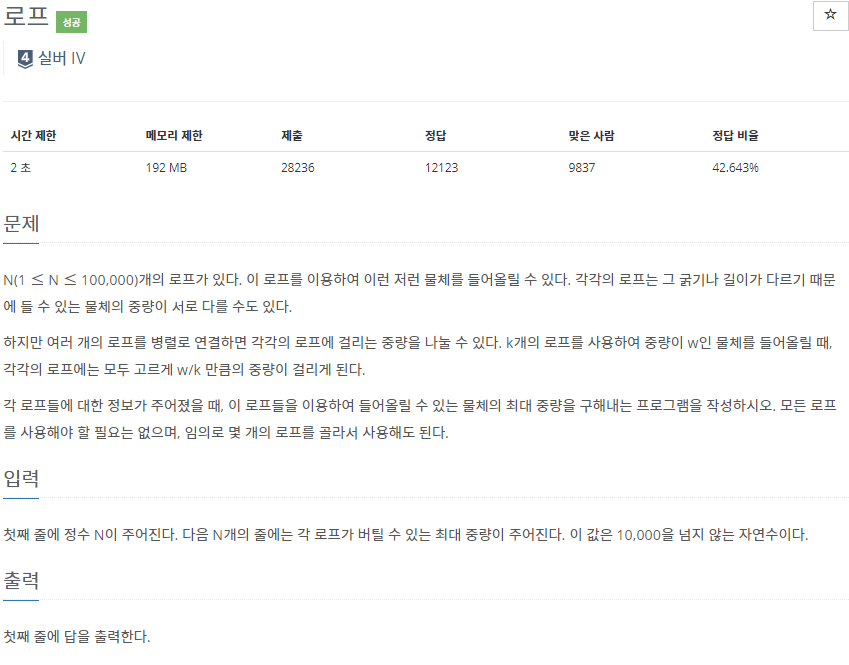 로프 성공
☆
4 실버 IV
시간 제한 메모리 제한 제출 정답 맞은 사람 정답 비율
2 초 192 MB 28236 12123 9837 42.643%
문제
N(1 ≤ N ≤ 100,000)개의 로프가 있다. 이 로프를 이용하여 이런 저런 물체를 들어올릴 수 있다. 각각의 로프는 그 굵기나 길이가 다르기 때문
에 들 수 있는 물체의 중량이 서로 다를 수도 있다.
하지만 여러 개의 로프를 병렬로 연결하면 각각의 로프에 걸리는 중량을 나눌 수 있다. k개의 로프를 사용하여 중량이 w인 물체를 들어올릴 때,
각각의 로프에는 모두 고르게 w/k 만큼의 중량이 걸리게 된다.
각 로프들에 대한 정보가 주어졌을 때, 이 로프들을 이용하여 들어올릴 수 있는 물체의 최대 중량을 구해내는 프로그램을 작성하시오. 모든 로프
를 사용해야 할 필요는 없으며, 임의로 몇 개의 로프를 골라서 사용해도 된다.
입력
첫째 줄에 정수 N이 주어진다. 다음 N개의 줄에는 각 로프가 버틸 수 있는 최대 중량이 주어진다. 이 값은 10,000을 넘지 않는 자연수이다.
출력
첫째 줄에 답을 출력한다.